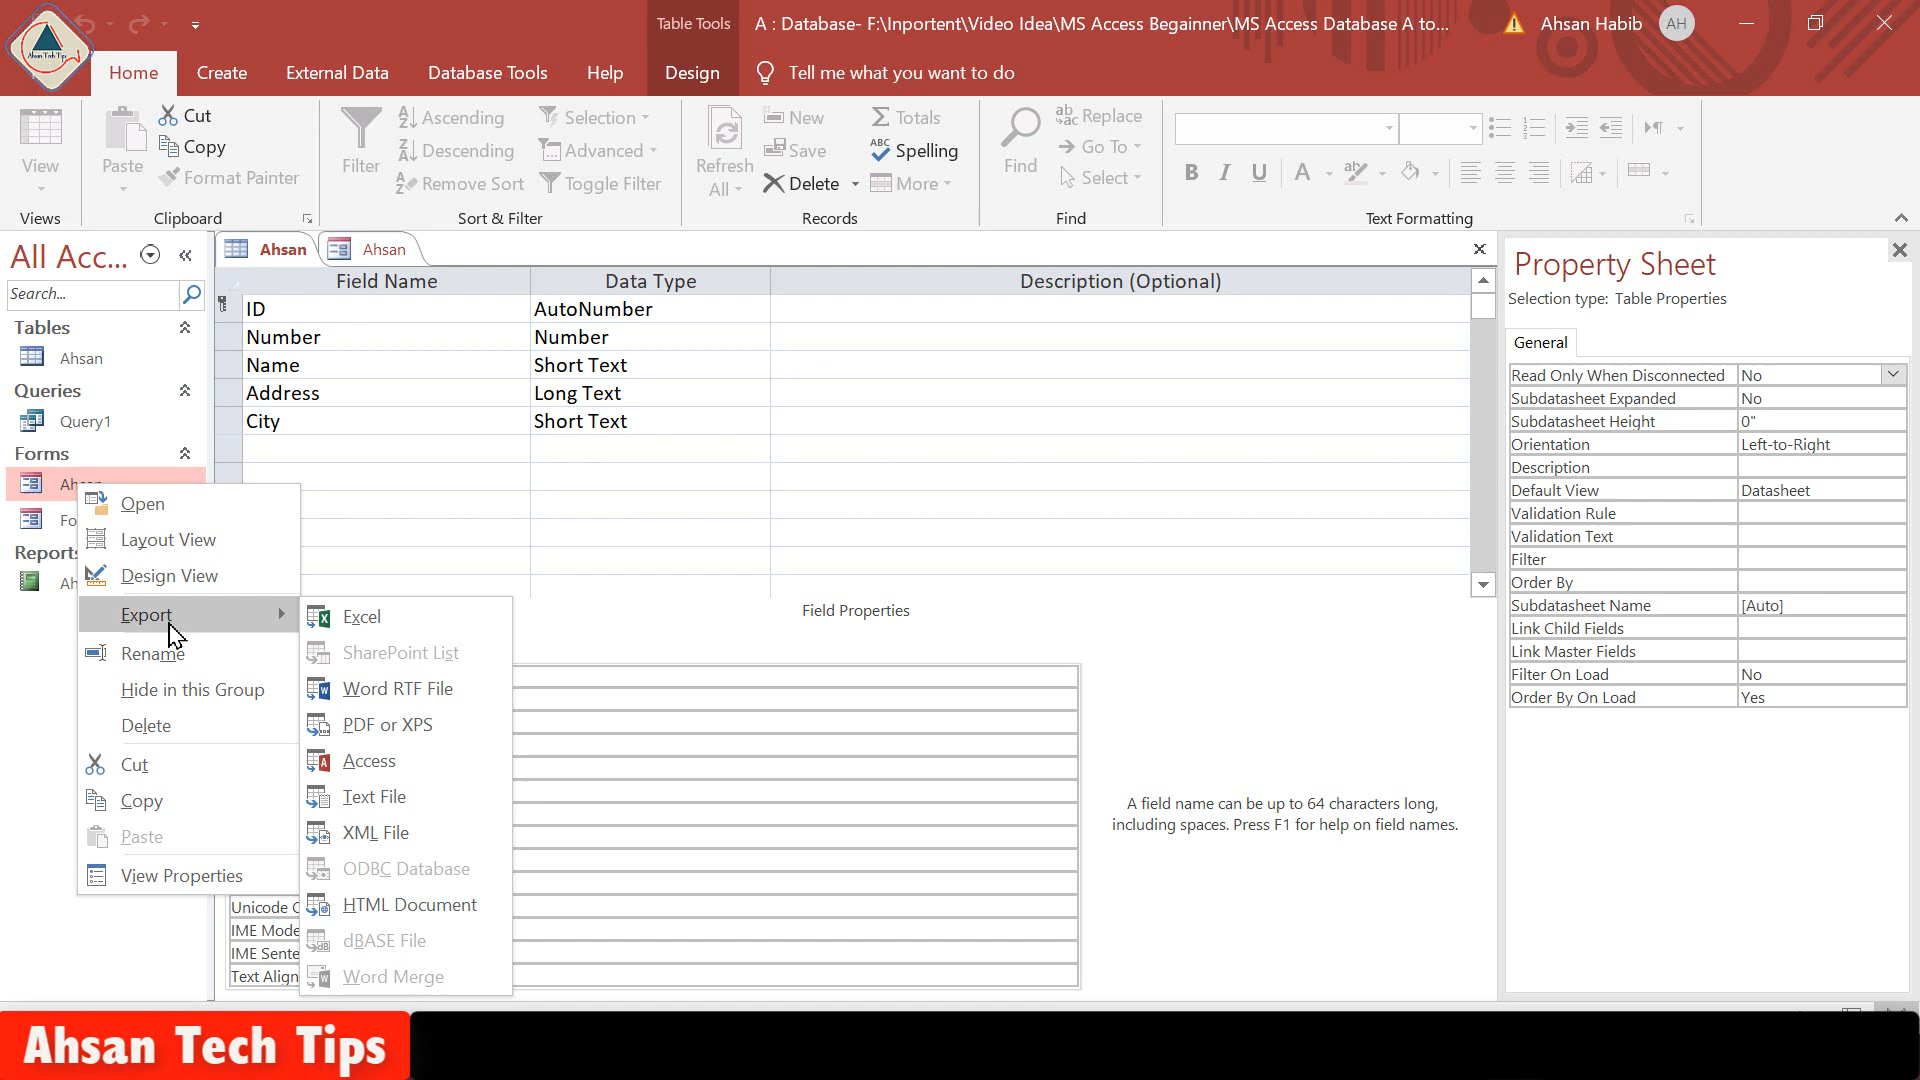 Ahsan Tech Tips
Table Tools
A : Database- F:\Inportent\Video Idea\MS Access Begainner\MS Access Database A to...
Ahsan Habib
AH
Home
Create
External Data
Database Tools
Help
Design
Tell me what you want to do
View
Paste
Cut
Copy
Format Painter
Filter
Ascending
Descending
Remove Sort
Selection
Advanced
Toggle Filter
Refresh
All
New
Save
Delete
Totals
Spelling
More
Find
Replace
Go To
Select
B I U A
Views
Clipboard
Sort & Filter
Records
Find
Text Formatting
All Acc...
Search...
Tables
Ahsan
Queries
Query1
Forms
Fo
Reports
Ah
Ahsan
Ahsan
Field Name
Data Type
Description (Optional)
ID AutoNumber
Number Number
Name Short Text
Address Long Text
City Short Text
Open
Layout View
Design View
Export
Rename
Hide in this Group
Delete
Cut
Copy
Paste
View Properties
Excel
SharePoint List
Word RTF File
PDF or XPS
Access
Text File
XML File
ODBC Database
HTML Document
dBASE File
Word Merge
Field Properties
Unicode C
IME Mode
IME Sente
Text Align
A field name can be up to 64 characters long,
including spaces. Press F1 for help on field names.
Property Sheet
Selection type: Table Properties
General
Read Only When Disconnected No
Subdatasheet Expanded No
Subdatasheet Height 0"
Orientation Left-to-Right
Description
Default View Datasheet
Validation Rule
Validation Text
Filter
Order By
Subdatasheet Name [Auto]
Link Child Fields
Link Master Fields
Filter On Load No
Order By On Load Yes
Ahsan Tech Tips